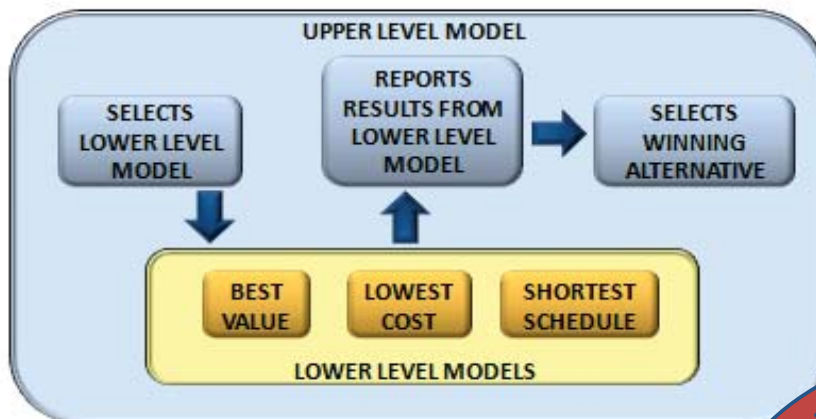 UPPER LEVEL MODEL
SELECTS
LOWER LEVEL
MODEL
REPORTS
RESULTS FROM
LOWER LEVEL
MODEL
SELECTS
WINNING
ALTERNATIVE
BEST
VALUE
LOWEST
COST
SHORTEST
SCHEDULE
LOWER LEVEL MODELS